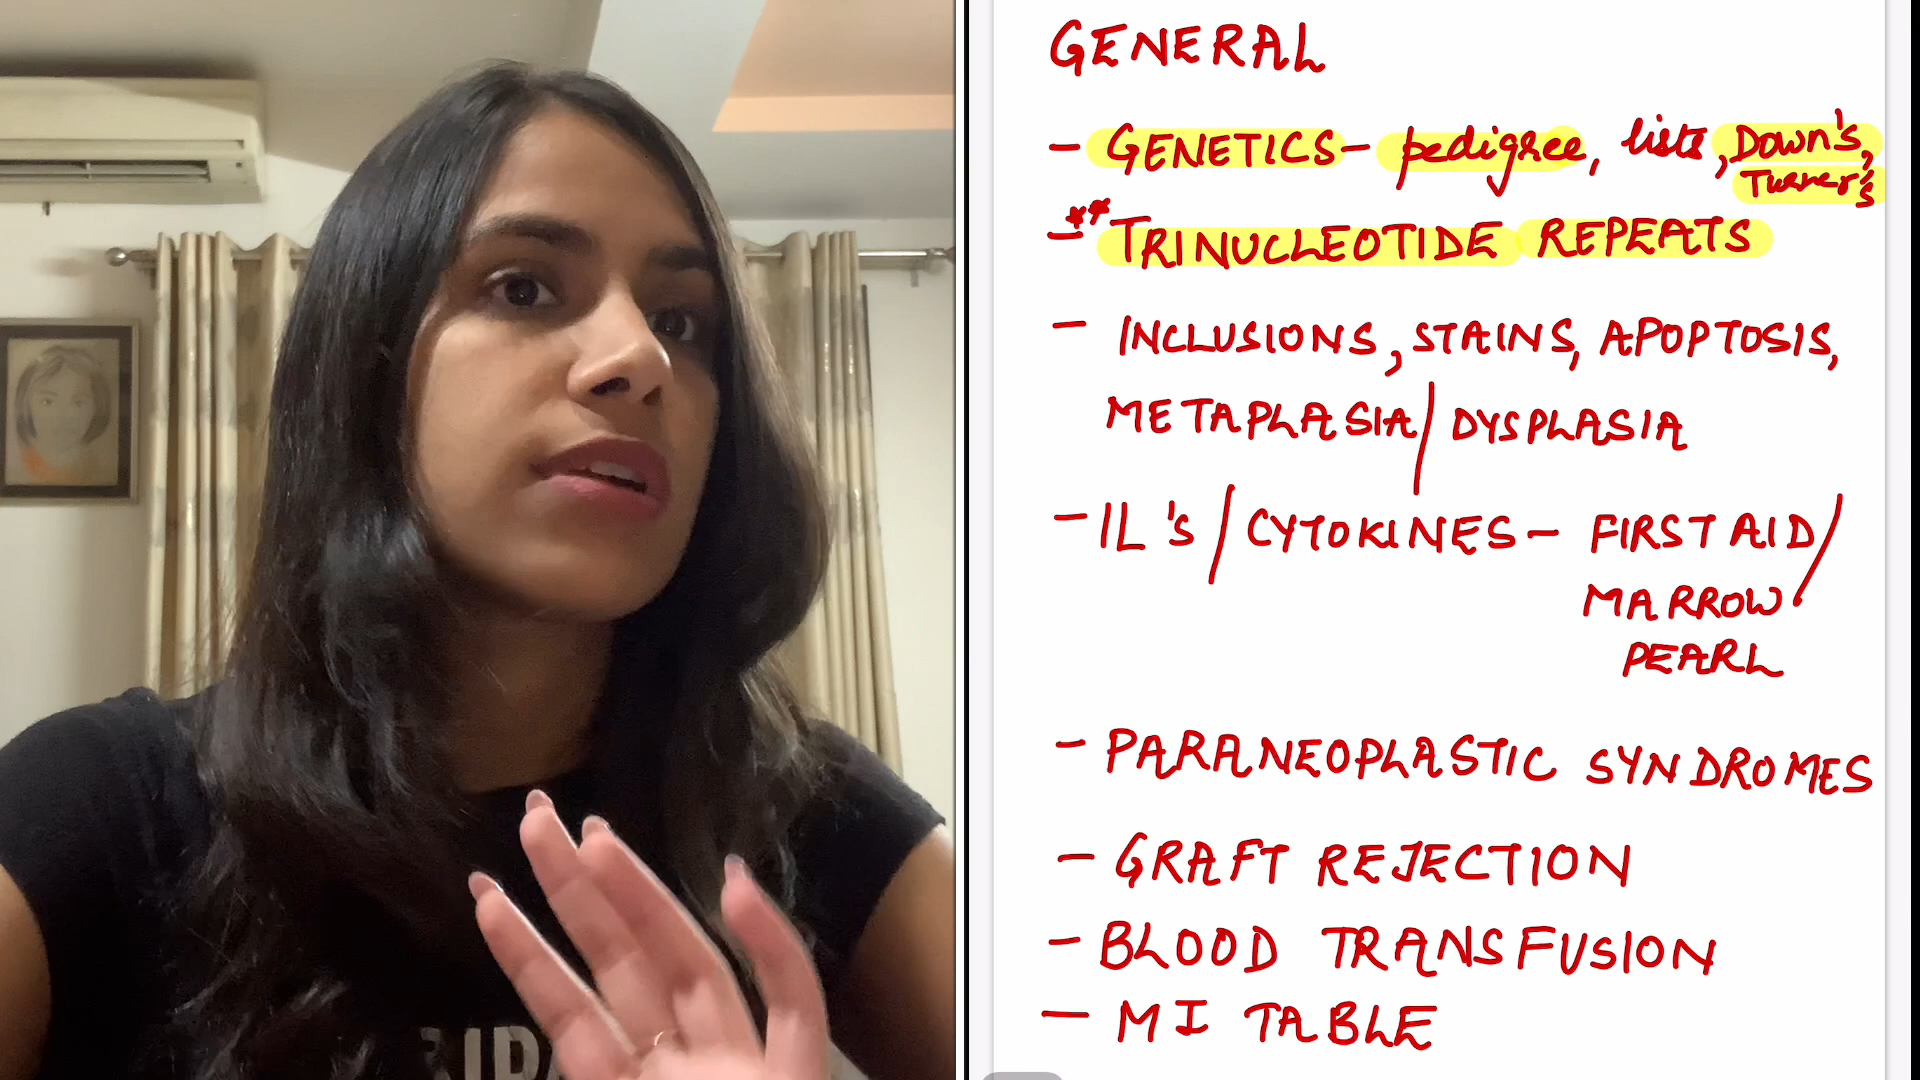 GENERAL
- GENETICS - pedigree, lists, Down's,
Turner's
- ** TRINUCLEOTIDE REPEATS
- INCLUSIONS, STAINS, APOPTOSIS,
METAPLASIA / DYSPLASIA
- IL's / CYTOKINES - FIRST AID /
MARROW
PEARL
- PARANEOPLASTIC SYNDROMES
- GRAFT REJECTION
- BLOOD TRANSFUSION
- MI TABLE